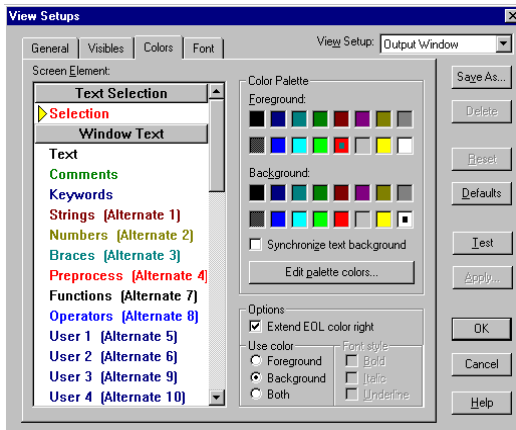 View Setups
General Visibles Colors Font
View Setup: Output Window
Screen Element:
Text Selection
Selection
Window Text
Text
Comments
Keywords
Strings (Alternate 1)
Numbers (Alternate 2)
Braces (Alternate 3)
Preprocess (Alternate 4)
Functions (Alternate 7)
Operators (Alternate 8)
User 1 (Alternate 5)
User 2 (Alternate 6)
User 3 (Alternate 9)
User 4 (Alternate 10)
Color Palette
Foreground:
Background:
Synchronize text background
Edit palette colors...
Options
Extend EOL color right
Use color
Foreground
Background
Both
Font style
Bold
Italic
Underline
Save As...
Delete
Reset
Defaults
Test
Apply...
OK
Cancel
Help